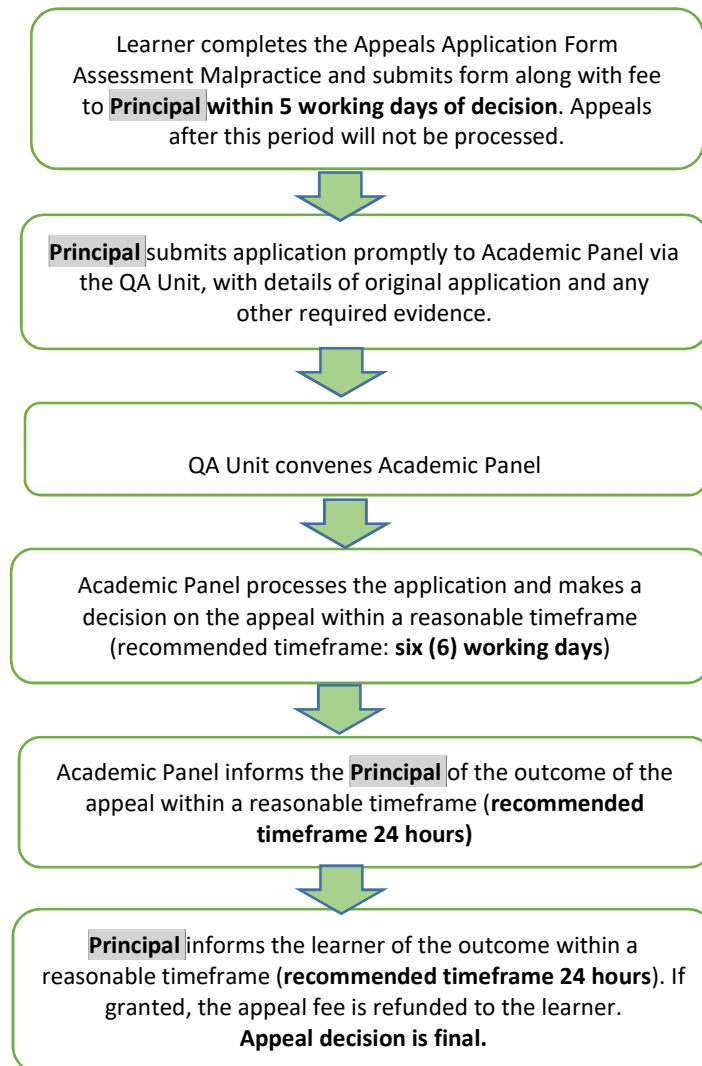 Learner completes the Appeals Application Form
Assessment Malpractice and submits form along with fee
to Principal within 5 working days of decision. Appeals
after this period will not be processed.
Principal submits application promptly to Academic Panel via
the QA Unit, with details of original application and any
other required evidence.
QA Unit convenes Academic Panel
Academic Panel processes the application and makes a
decision on the appeal within a reasonable timeframe
(recommended timeframe: six (6) working days)
Academic Panel informs the Principal of the outcome of the
appeal within a reasonable timeframe (recommended
timeframe 24 hours)
Principal informs the learner of the outcome within a
reasonable timeframe (recommended timeframe 24 hours). If
granted, the appeal fee is refunded to the learner.
Appeal decision is final.